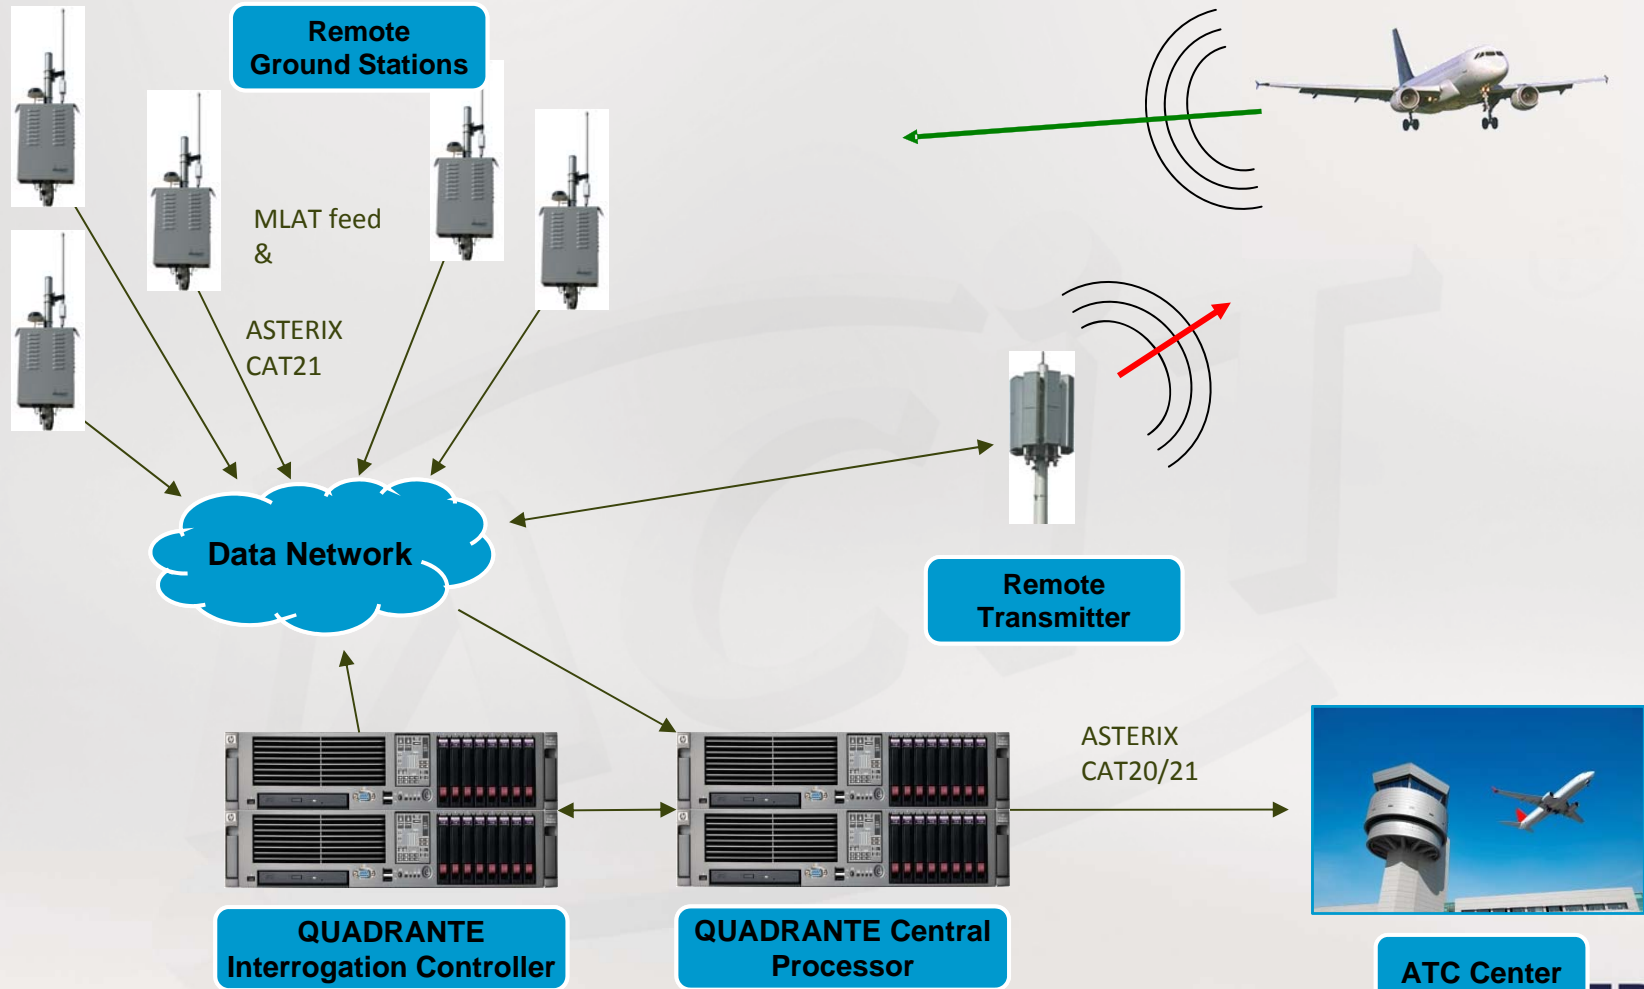 Remote
Ground Stations
MLAT feed
&
ASTERIX
CAT21
Data Network
Remote
Transmitter
ASTERIX
CAT20/21
QUADRANTE
Interrogation Controller
QUADRANTE Central
Processor
ATC Center